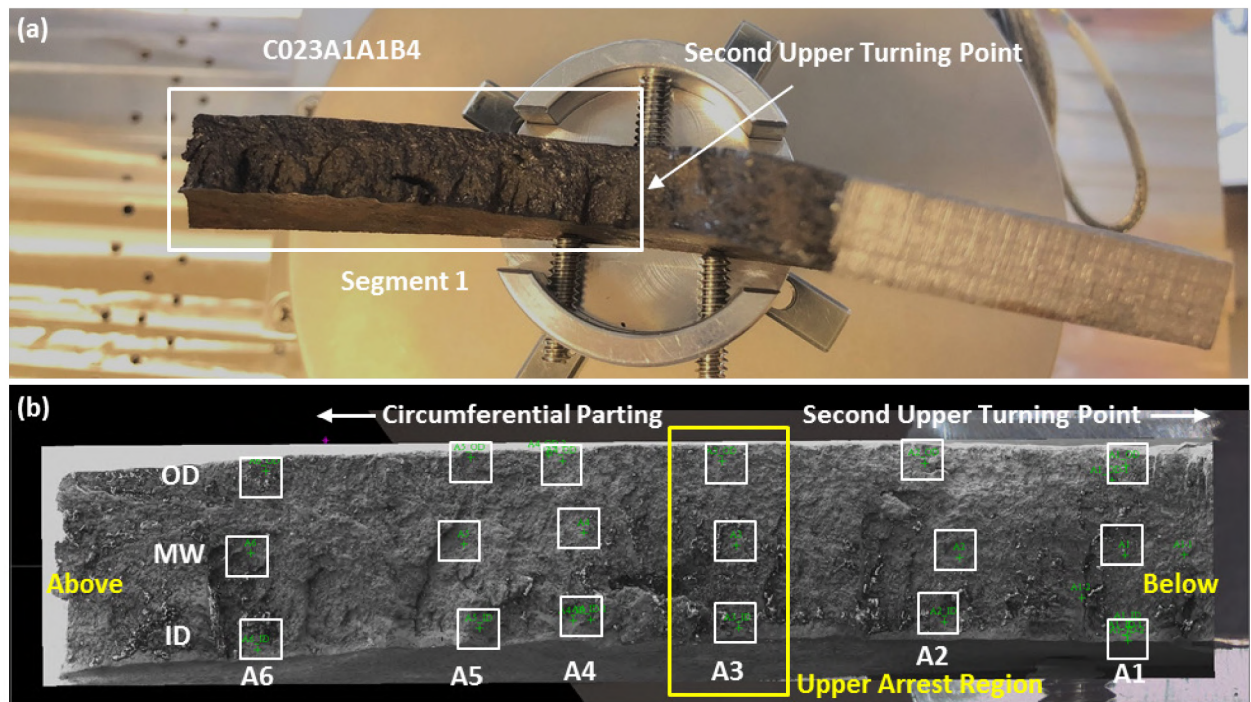 (a)
C023A1A1B4
Second Upper Turning Point
Segment 1
(b)
Circumferential Parting
Second Upper Turning Point
OD
MW
Above
Below
ID
A6
A5
A4
A3
A2
A1
Upper Arrest Region